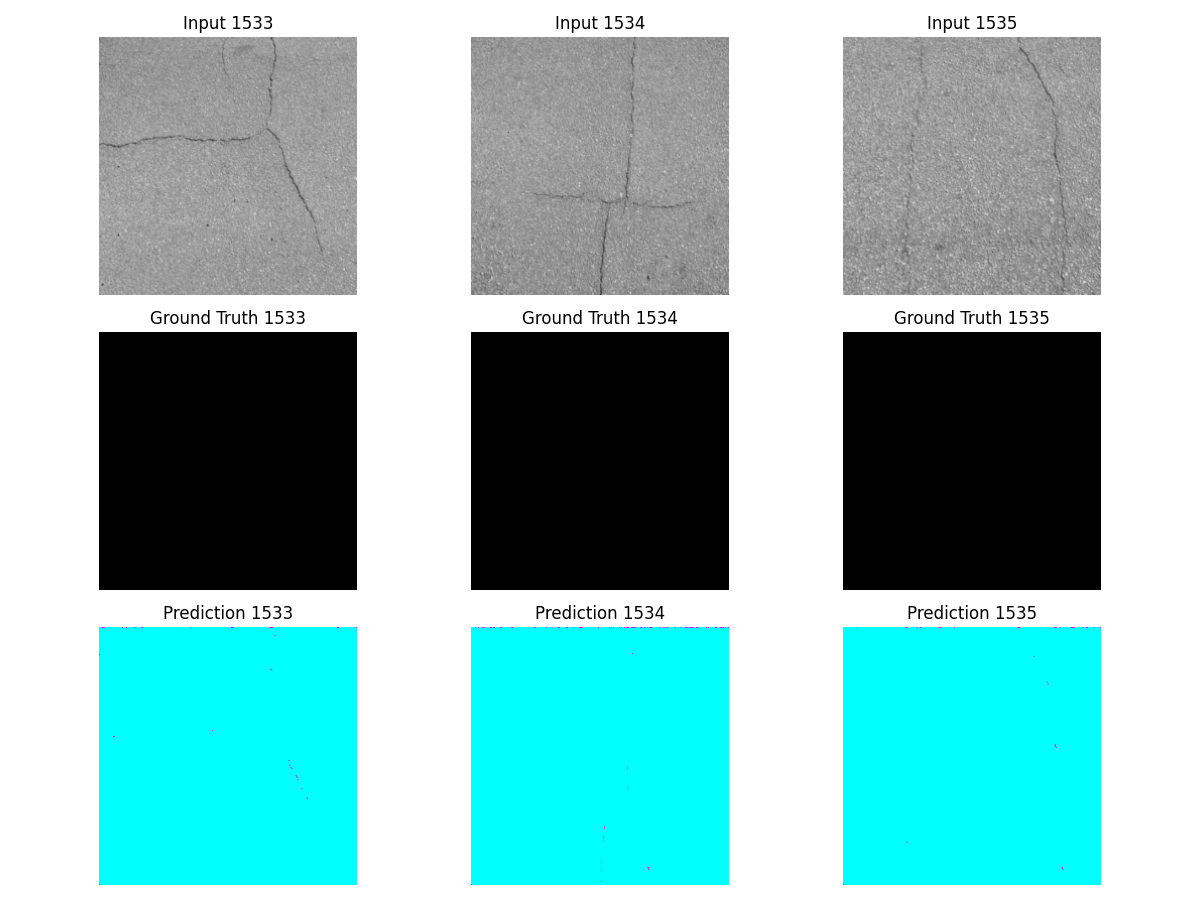 Input 1533
Input 1534
Input 1535
Ground Truth 1533
Ground Truth 1534
Ground Truth 1535
Prediction 1533
Prediction 1534
Prediction 1535